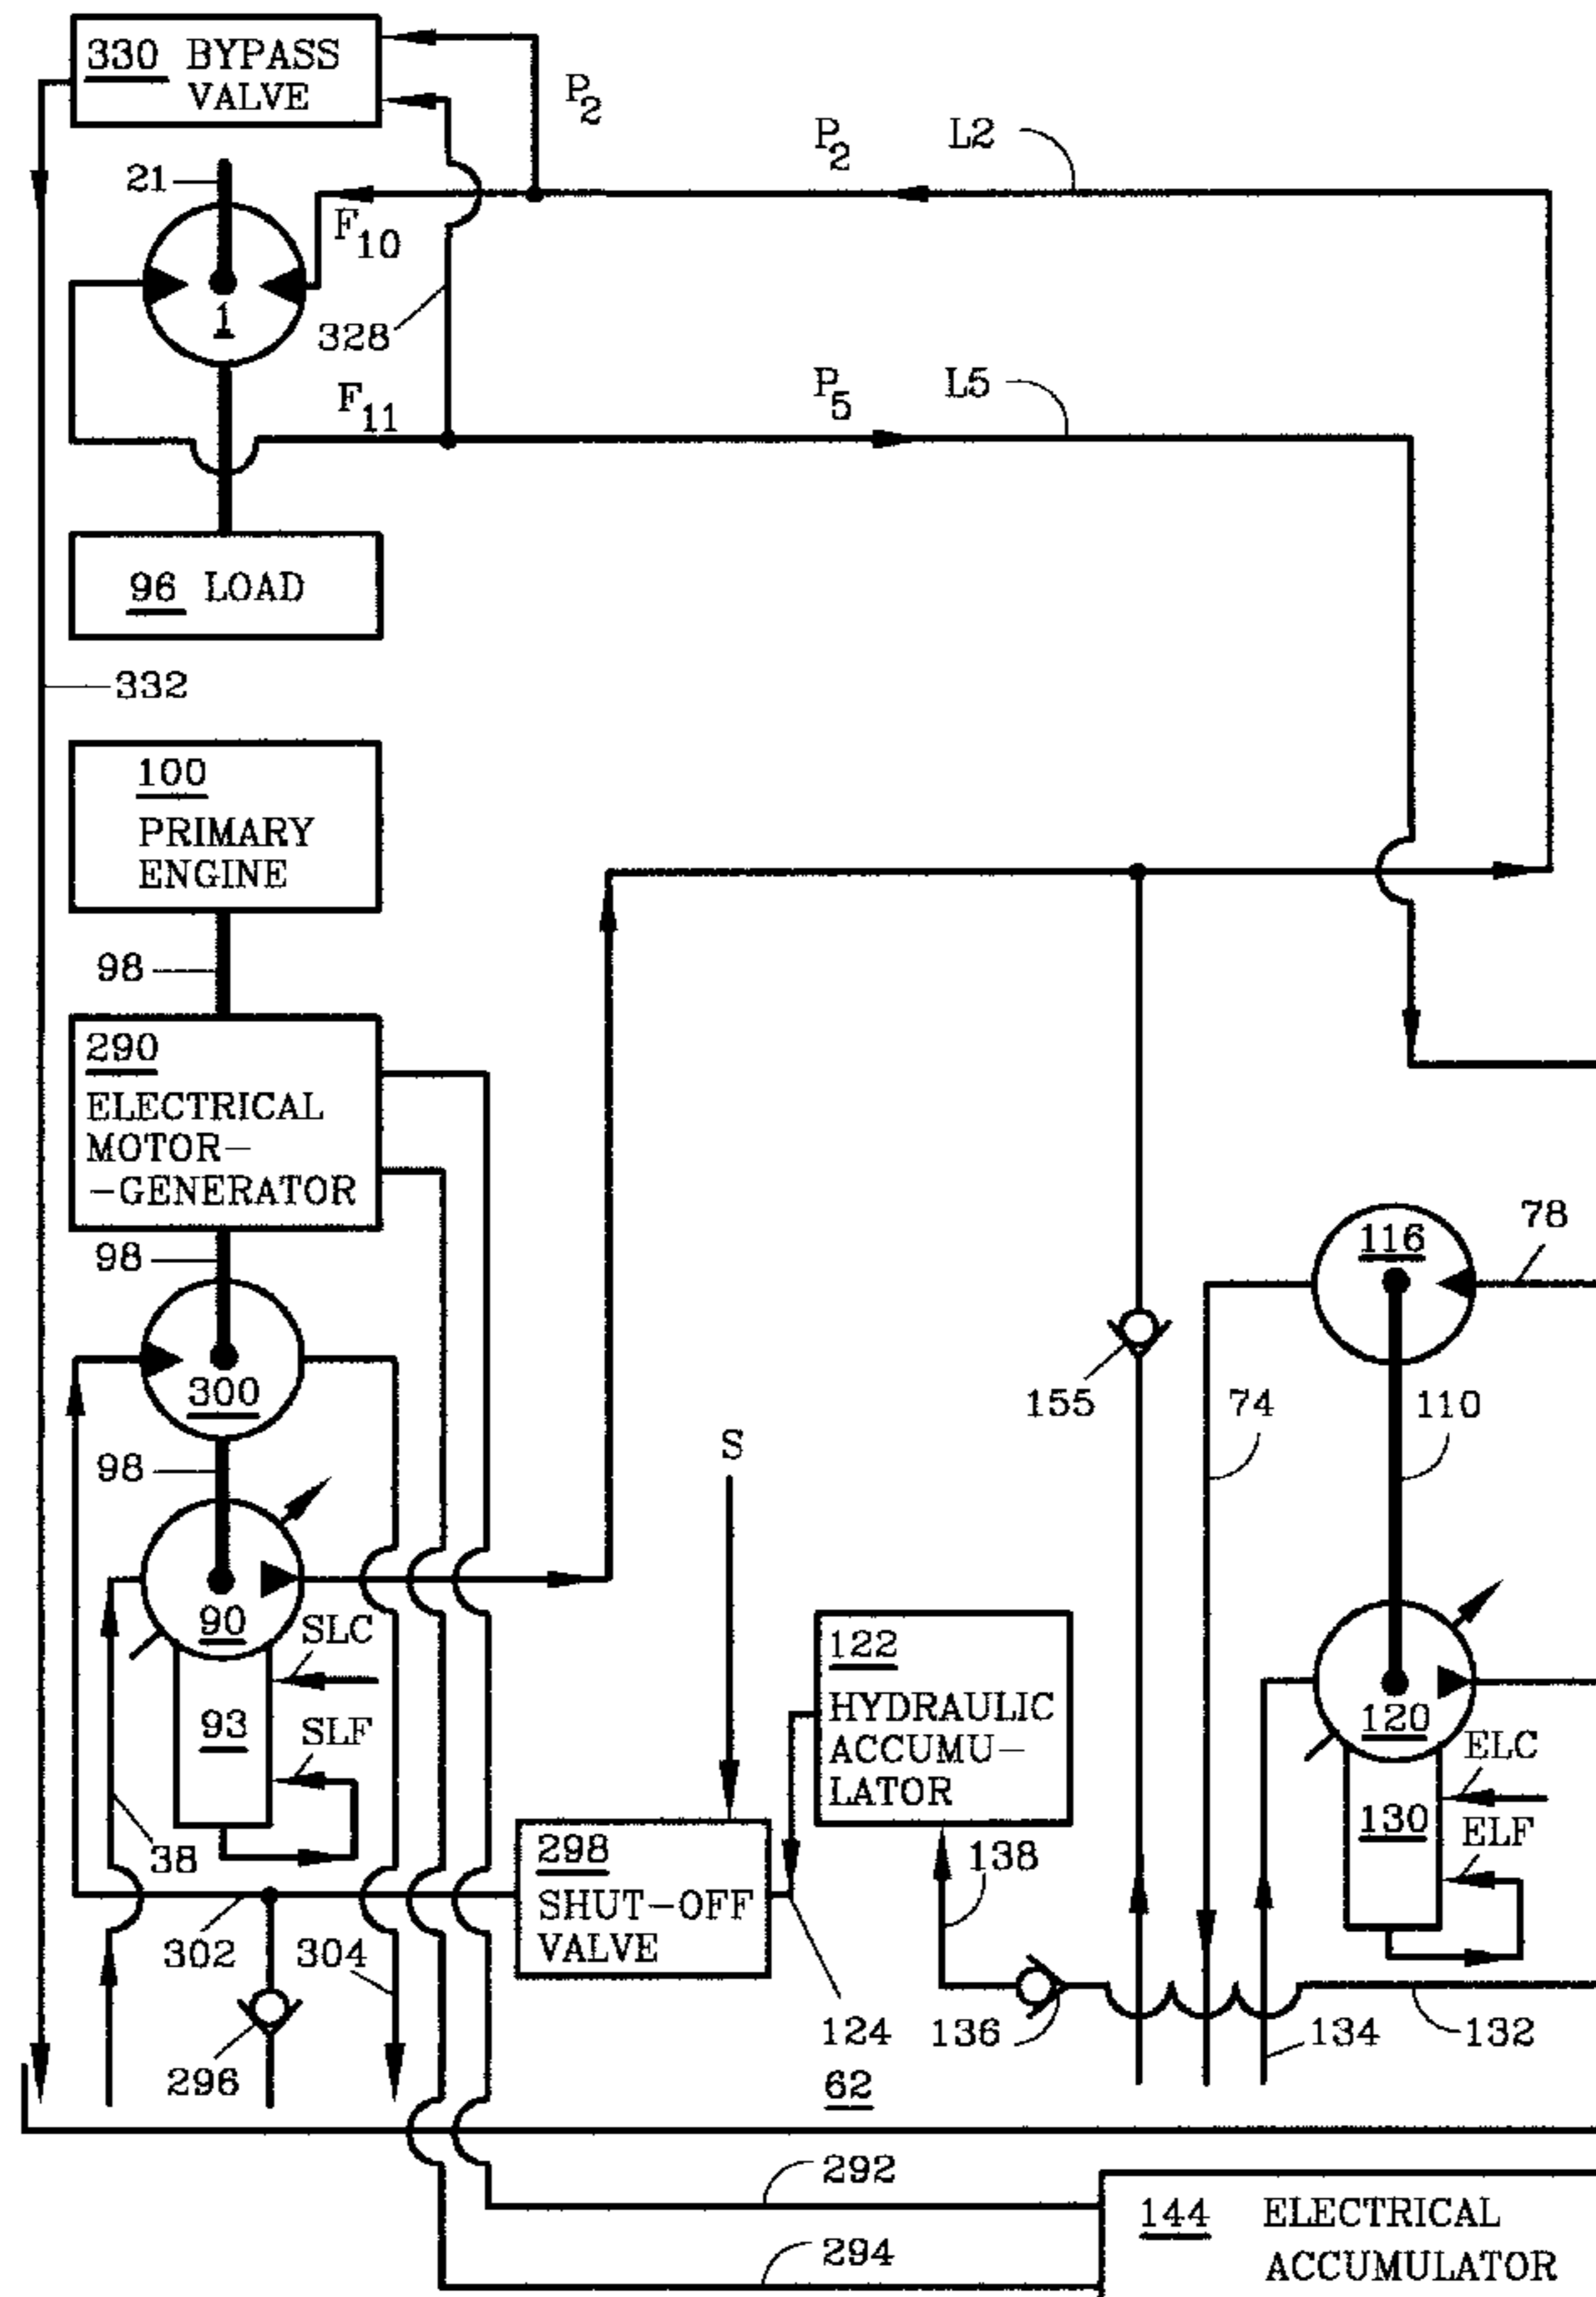 330 BYPASS
VALVE
P2
P2
L2
21
F10
1
328
F11
P5
L5
96 LOAD
332
100
PRIMARY
ENGINE
98
290
ELECTRICAL
MOTOR-
-GENERATOR
98
116
78
300
155
74
110
98
S
90
SLC
122
HYDRAULIC
ACCUMU-
LATOR
120
93
SLF
ELC
130
ELF
38
298
SHUT-OFF
VALVE
138
302
304
296
124
136
134
132
62
292
144 ELECTRICAL
ACCUMULATOR
294